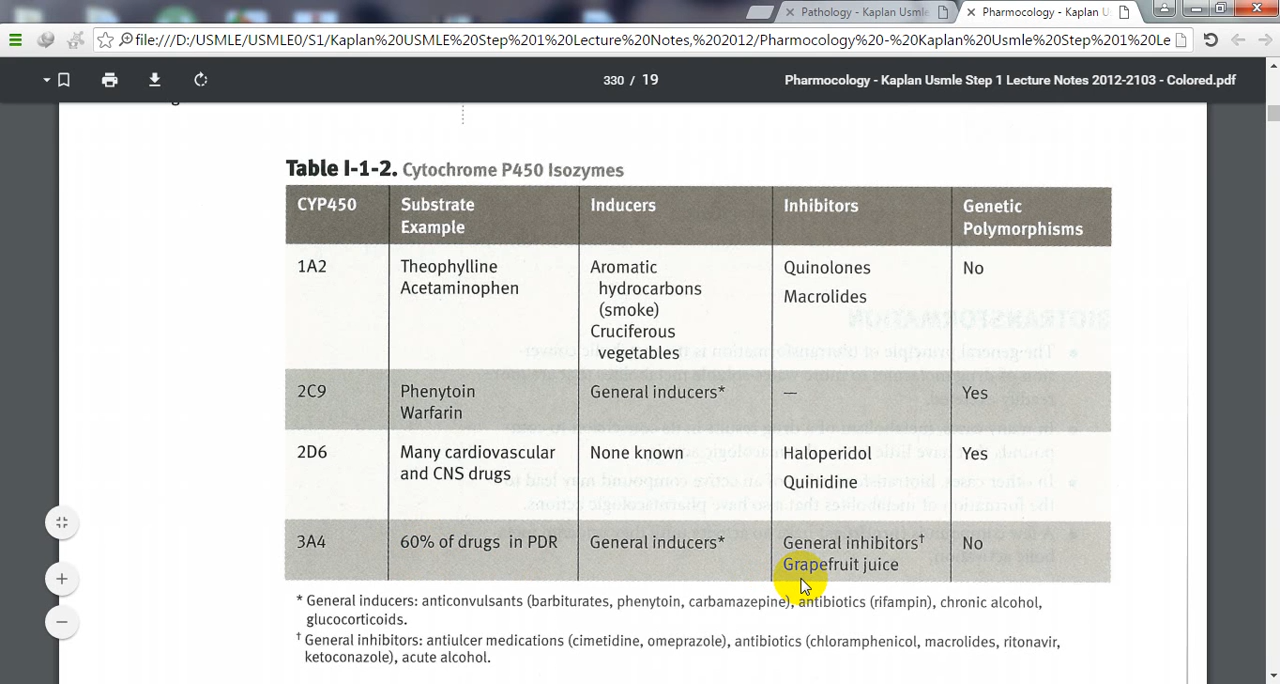 Pathology - Kaplan Usmle
Pharmocology - Kaplan U
file:///D:/USMLE/USMLE0/S1/Kaplan%20USMLE%20Step%201%20Lecture%20Notes,%202012/Pharmocology%20-%20Kaplan%20Usmle%20Step%201%20Le
330 / 19
Pharmocology - Kaplan Usmle Step 1 Lecture Notes 2012-2103 - Colored.pdf
Table I-1-2. Cytochrome P450 Isozymes
CYP450 Substrate Example Inducers Inhibitors Genetic Polymorphisms
1A2
Theophylline
Acetaminophen
Aromatic
hydrocarbons
(smoke)
Cruciferous
vegetables
Quinolones
Macrolides
No
2C9
Phenytoin
Warfarin
General inducers*
—
Yes
2D6
Many cardiovascular
and CNS drugs
None known
Haloperidol
Quinidine
Yes
3A4
60% of drugs in PDR
General inducers*
General inhibitors†
Grapefruit juice
No
* General inducers: anticonvulsants (barbiturates, phenytoin, carbamazepine), antibiotics (rifampin), chronic alcohol,
glucocorticoids.
† General inhibitors: antiulcer medications (cimetidine, omeprazole), antibiotics (chloramphenicol, macrolides, ritonavir,
ketoconazole), acute alcohol.